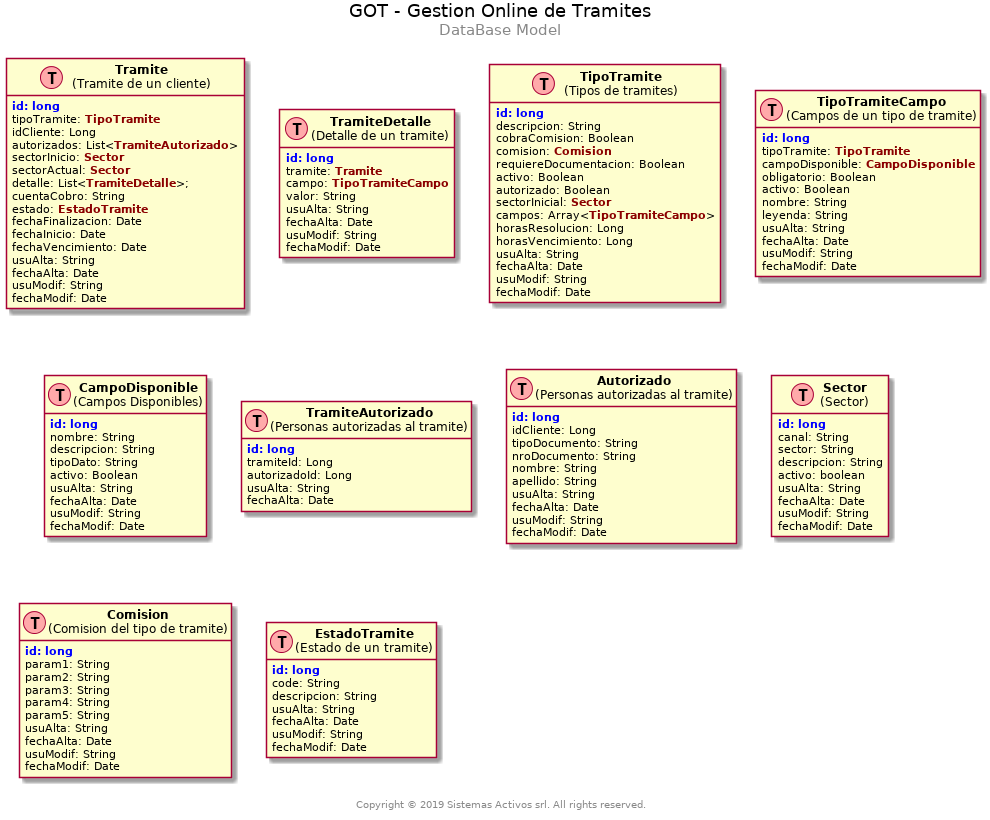 GOT - Gestion Online de Tramites
DataBase Model
T
Tramite
(Tramite de un cliente)
id: long
tipoTramite: TipoTramite
idCliente: Long
autorizados: List<TramiteAutorizado>
sectorInicio: Sector
sectorActual: Sector
detalle: List<TramiteDetalle>;
cuentaCobro: String
estado: EstadoTramite
fechaFinalizacion: Date
fechaInicio: Date
fechaVencimiento: Date
usuAlta: String
fechaAlta: Date
usuModif: String
fechaModif: Date
T
TramiteDetalle
(Detalle de un tramite)
id: long
tramite: Tramite
campo: TipoTramiteCampo
valor: String
usuAlta: String
fechaAlta: Date
usuModif: String
fechaModif: Date
T
TipoTramite
(Tipos de tramites)
id: long
descripcion: String
cobraComision: Boolean
comision: Comision
requiereDocumentacion: Boolean
activo: Boolean
autorizado: Boolean
sectorInicial: Sector
campos: Array<TipoTramiteCampo>
horasResolucion: Long
horasVencimiento: Long
usuAlta: String
fechaAlta: Date
usuModif: String
fechaModif: Date
T
TipoTramiteCampo
(Campos de un tipo de tramite)
id: long
tipoTramite: TipoTramite
campoDisponible: CampoDisponible
obligatorio: Boolean
activo: Boolean
nombre: String
leyenda: String
usuAlta: String
fechaAlta: Date
usuModif: String
fechaModif: Date
T
CampoDisponible
(Campos Disponibles)
id: long
nombre: String
descripcion: String
tipoDato: String
activo: Boolean
usuAlta: String
fechaAlta: Date
usuModif: String
fechaModif: Date
T
TramiteAutorizado
(Personas autorizadas al tramite)
id: long
tramiteId: Long
autorizadoId: Long
usuAlta: String
fechaAlta: Date
T
Autorizado
(Personas autorizadas al tramite)
id: long
idCliente: Long
tipoDocumento: String
nroDocumento: String
nombre: String
apellido: String
usuAlta: String
fechaAlta: Date
usuModif: String
fechaModif: Date
T
Sector
(Sector)
id: long
canal: String
sector: String
descripcion: String
activo: boolean
usuAlta: String
fechaAlta: Date
usuModif: String
fechaModif: Date
T
Comision
(Comision del tipo de tramite)
id: long
param1: String
param2: String
param3: String
param4: String
param5: String
usuAlta: String
fechaAlta: Date
usuModif: String
fechaModif: Date
T
EstadoTramite
(Estado de un tramite)
id: long
code: String
descripcion: String
usuAlta: String
fechaAlta: Date
usuModif: String
fechaModif: Date
Copyright © 2019 Sistemas Activos srl. All rights reserved.